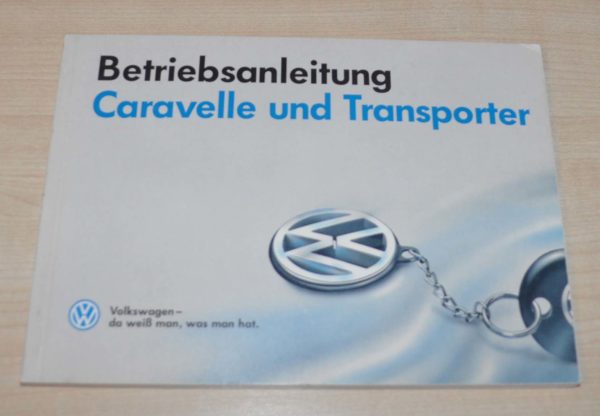 Betriebsanleitung
Caravelle und Transporter
Volkswagen –
da weiß man, was man hat.